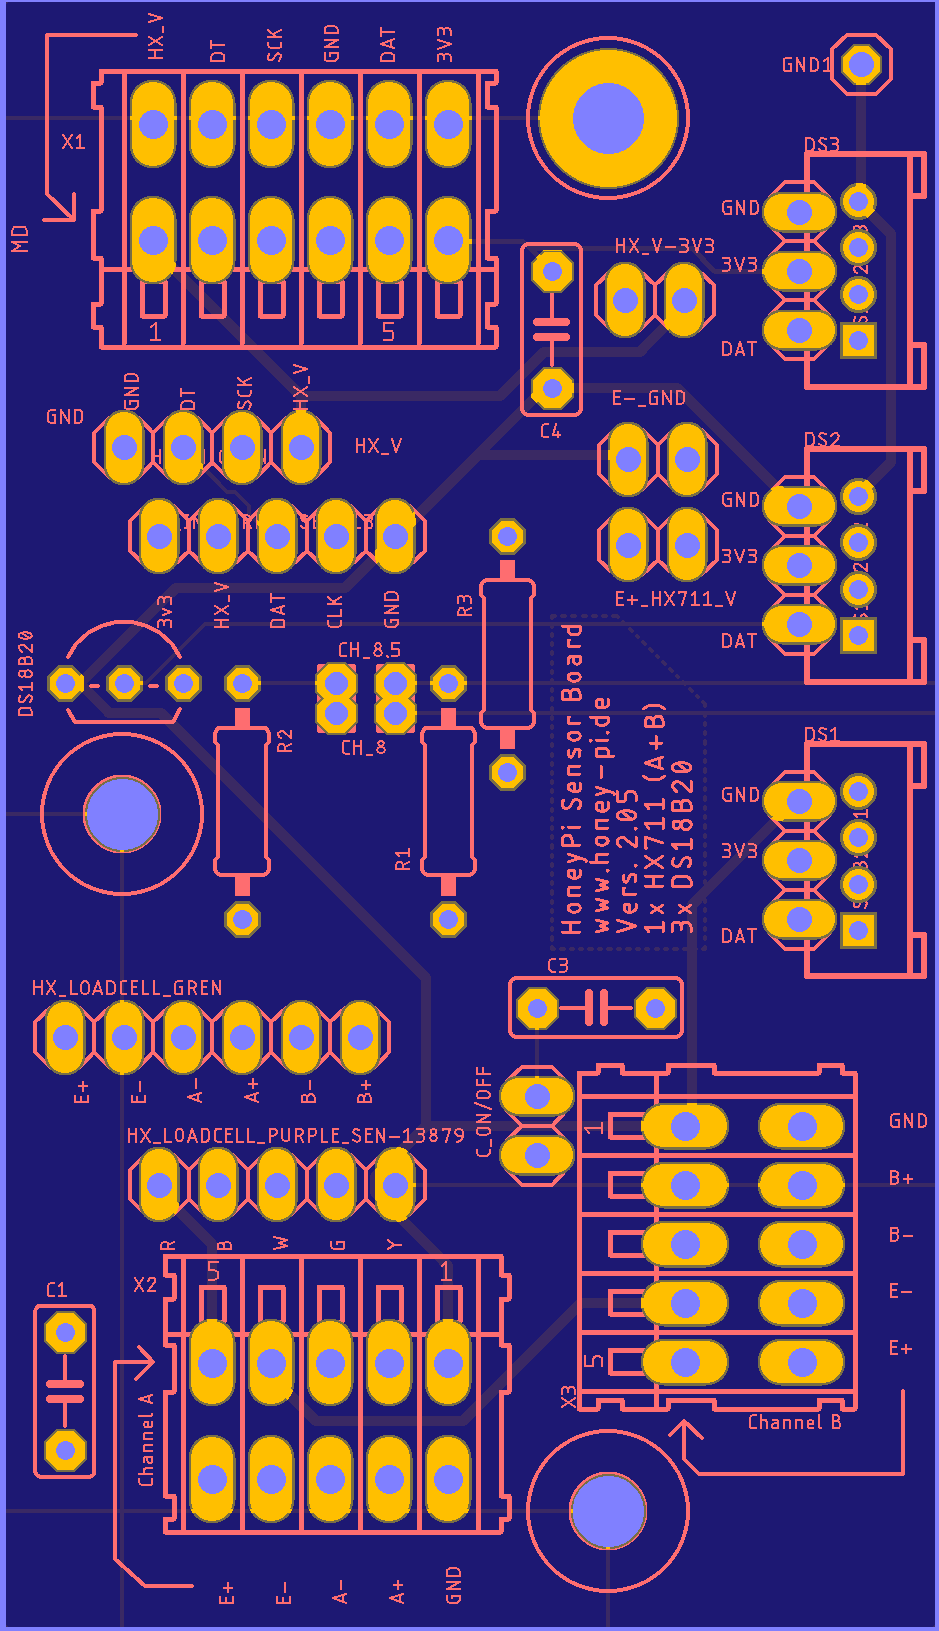 HX_V
DT
SCK
GND
DAT
3V3
GND1
X1
MD
1
5
DS3
GND
3V3
DAT
HX_V-3V3
C4
GND
DT
SCK
HX_V
GND
HX_V
E-_GND
E+_HX711_V
DS2
GND
3V3
DAT
3V3
HX_V
DAT
CLK
GND
R3
DS18B20
CH_8.5
CH_8
R2
R1
HoneyPi Sensor Board
www.honey-pi.de
Vers. 2.05
1x HX711 (A+B)
3x DS18B20
DS1
GND
3V3
DAT
C3
HX_LOADCELL_GREN
E+
E-
A-
A+
B-
B+
C_ON/OFF
HX_LOADCELL_PURPLE_SEN-13879
R
B
W
G
Y
1
5
X3
GND
B+
B-
E-
E+
Channel B
C1
X2
5
1
Channel A
E+
E-
A-
A+
GND